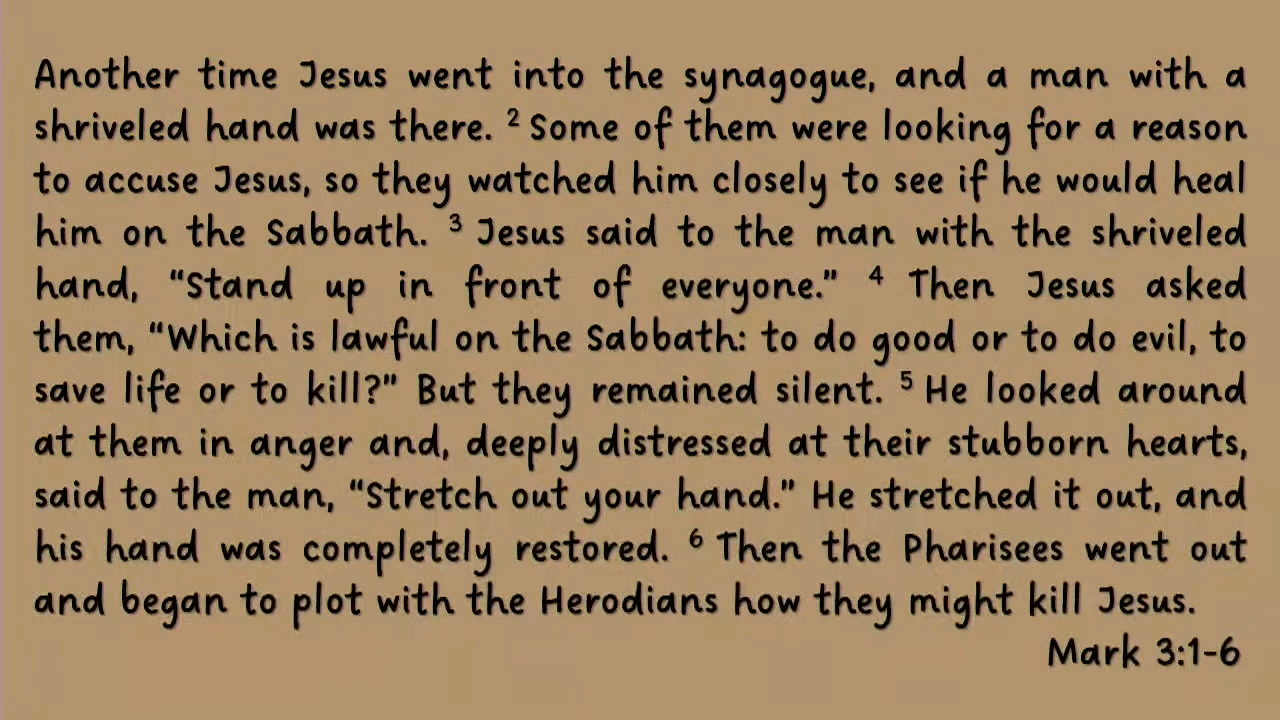 Another time Jesus went into the synagogue, and a man with a
shriveled hand was there. ² Some of them were looking for a reason
to accuse Jesus, so they watched him closely to see if he would heal
him on the Sabbath. ³ Jesus said to the man with the shriveled
hand, “Stand up in front of everyone.” ⁴ Then Jesus asked
them, “Which is lawful on the Sabbath: to do good or to do evil, to
save life or to kill?” But they remained silent. ⁵ He looked around
at them in anger and, deeply distressed at their stubborn hearts,
said to the man, “Stretch out your hand.” He stretched it out, and
his hand was completely restored. ⁶ Then the Pharisees went out
and began to plot with the Herodians how they might kill Jesus.
Mark 3:1-6